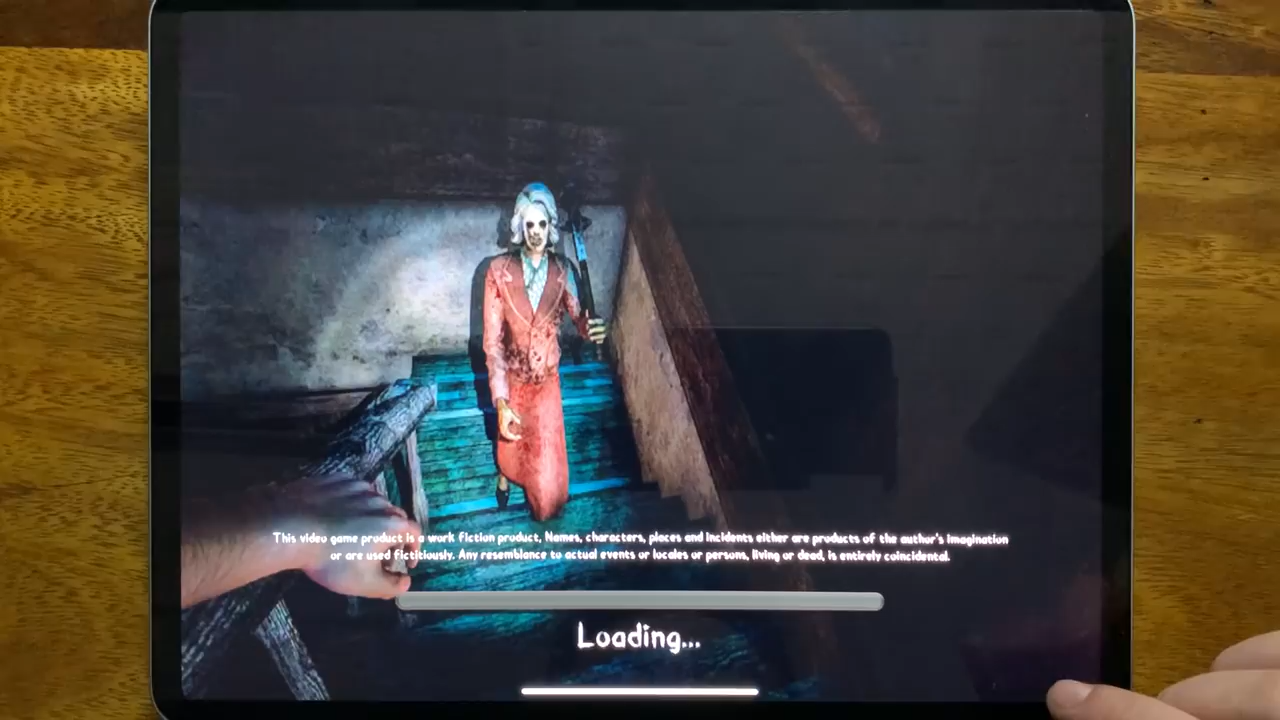 This video game product is a work fiction product, Names, characters, places and incidents either are products of the author's imagination
or are used fictitiously. Any resemblance to actual events or locales or persons, living or dead, is entirely coincidental.
Loading...